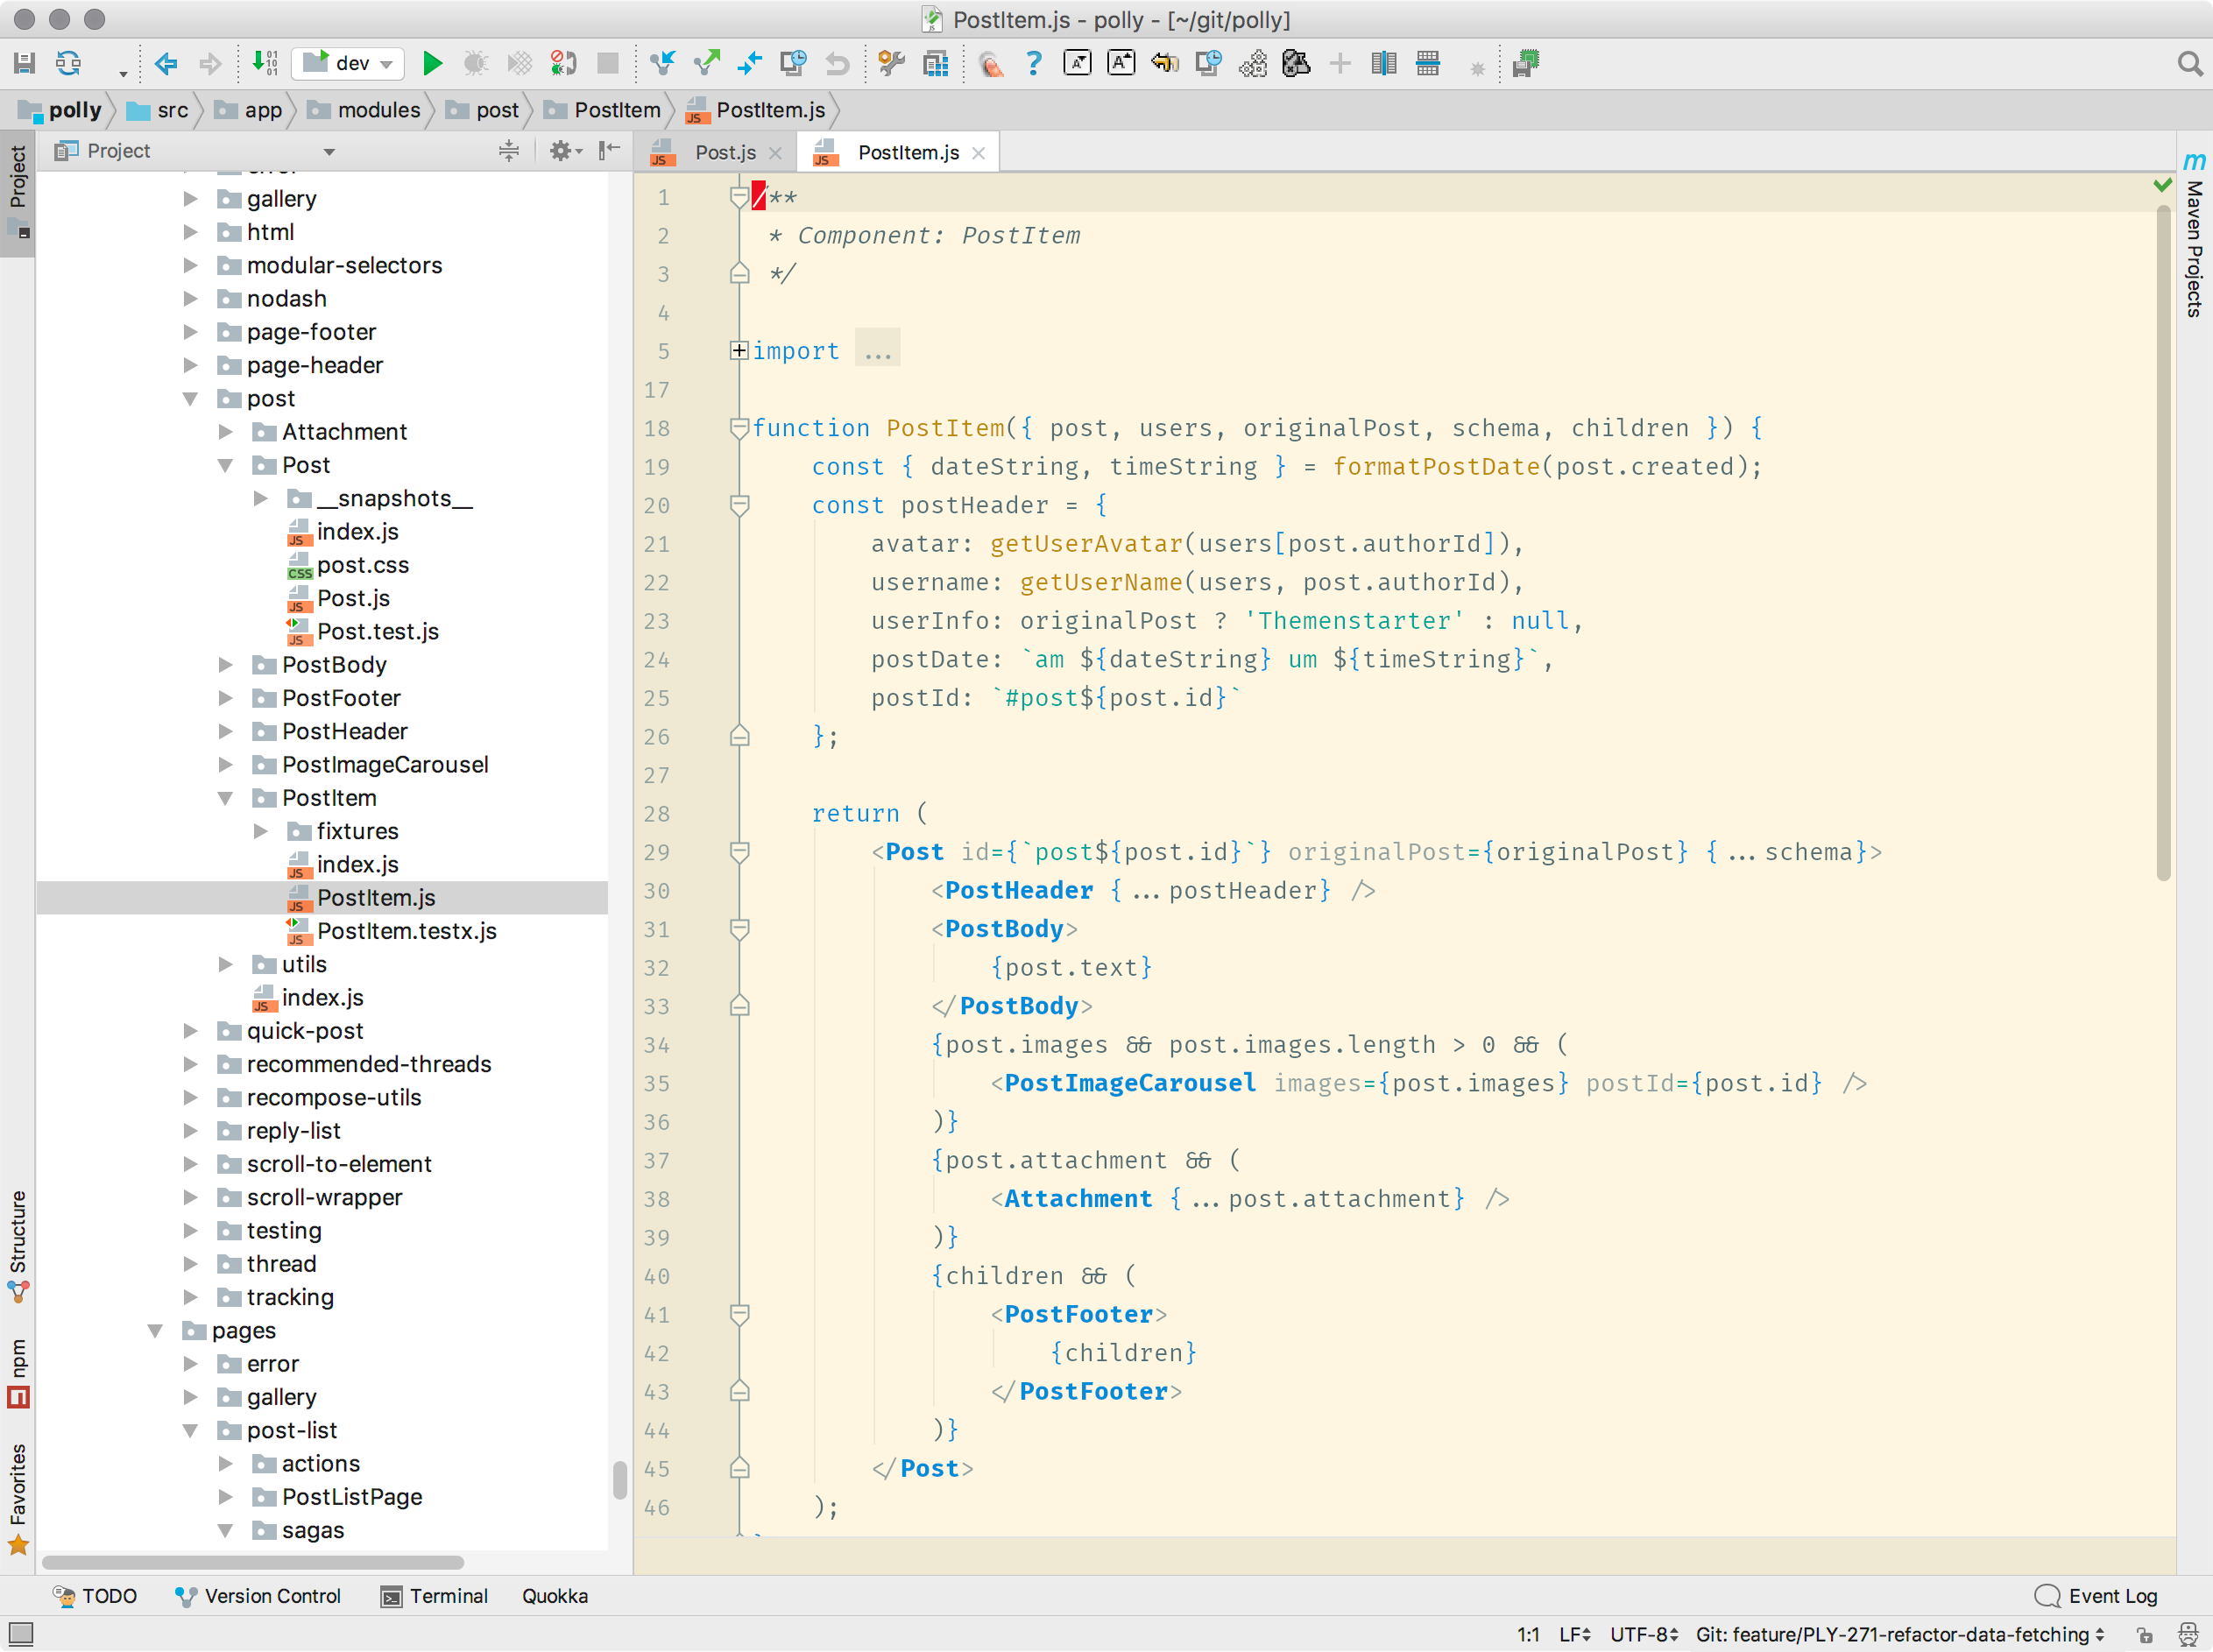 PostItem.js - polly - [~/git/polly]
dev
polly src app modules post PostItem PostItem.js
Project
Project
Post.js
PostItem.js
Maven Projects
gallery
html
modular-selectors
nodash
page-footer
page-header
post
Attachment
Post
__snapshots__
index.js
post.css
Post.js
Post.test.js
PostBody
PostFooter
PostHeader
PostImageCarousel
PostItem
fixtures
index.js
PostItem.js
PostItem.testx.js
utils
index.js
quick-post
recommended-threads
recompose-utils
reply-list
scroll-to-element
scroll-wrapper
testing
thread
tracking
pages
error
gallery
post-list
actions
PostListPage
sagas
Structure
npm
Favorites
1 /**
2 * Component: PostItem
3 */
4
5 import ...
17
18 function PostItem({ post, users, originalPost, schema, children }) {
19 const { dateString, timeString } = formatPostDate(post.created);
20 const postHeader = {
21 avatar: getUserAvatar(users[post.authorId]),
22 username: getUserName(users, post.authorId),
23 userInfo: originalPost ? 'Themenstarter' : null,
24 postDate: `am ${dateString} um ${timeString}`,
25 postId: `#post${post.id}`
26 };
27
28 return (
29 <Post id={`post${post.id}`} originalPost={originalPost} {...schema}>
30 <PostHeader {...postHeader} />
31 <PostBody>
32 {post.text}
33 </PostBody>
34 {post.images && post.images.length > 0 && (
35 <PostImageCarousel images={post.images} postId={post.id} />
36 )}
37 {post.attachment && (
38 <Attachment {...post.attachment} />
39 )}
40 {children && (
41 <PostFooter>
42 {children}
43 </PostFooter>
44 )}
45 </Post>
46 );
TODO Version Control Terminal Quokka Event Log
1:1 LF UTF-8 Git: feature/PLY-271-refactor-data-fetching